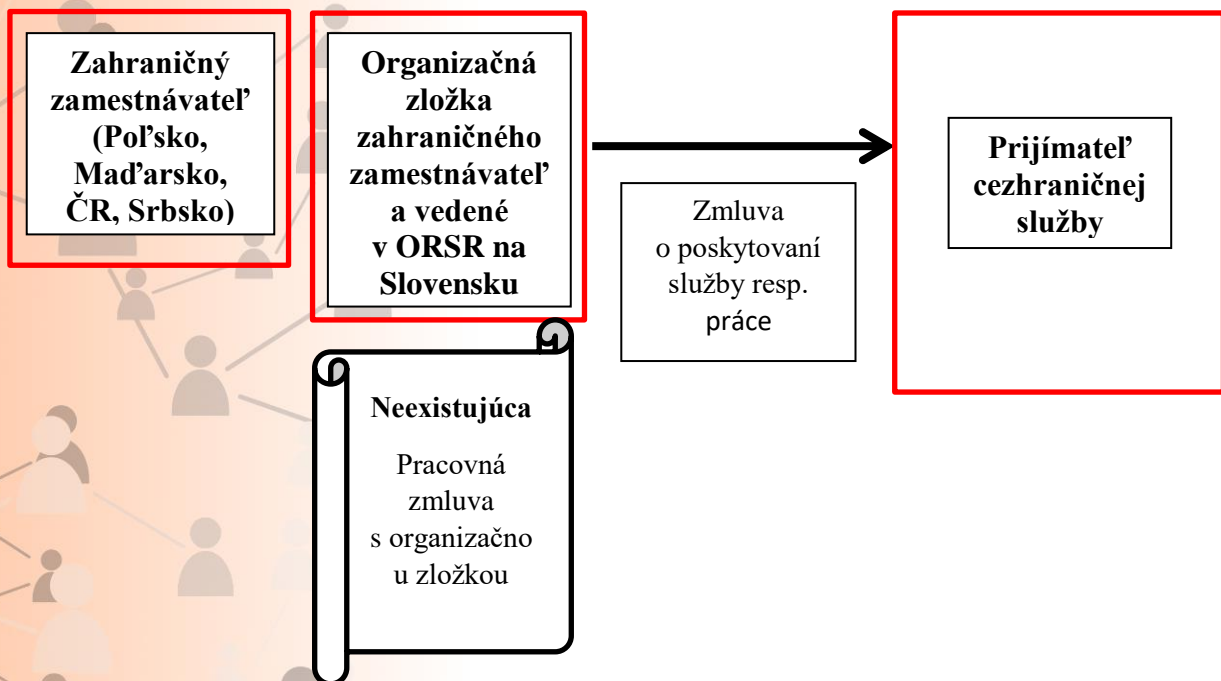 Zahraničný
zamestnávateľ
(Poľsko,
Maďarsko,
ČR, Srbsko)
Organizačná
zložka
zahraničného
zamestnávateľ
a vedené
v ORSR na
Slovensku
Zmluva
o poskytovaní
služby resp.
práce
Prijímateľ
cezhraničnej
služby
Neexistujúca
Pracovná
zmluva
s organizačno
u zložkou